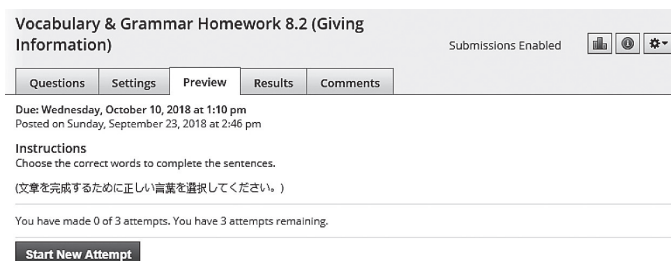 Vocabulary & Grammar Homework 8.2 (Giving
Information)
Submissions Enabled
Questions Settings Preview Results Comments
Due: Wednesday, October 10, 2018 at 1:10 pm
Posted on Sunday, September 23, 2018 at 2:46 pm
Instructions
Choose the correct words to complete the sentences.
(文章を完成するために正しい言葉を選択してください。)
You have made 0 of 3 attempts. You have 3 attempts remaining.
Start New Attempt